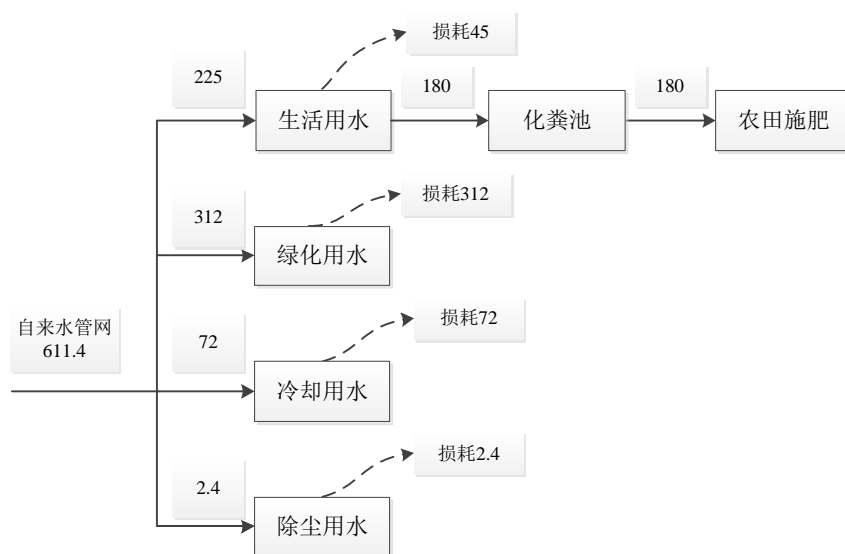 损耗45
225
180
180
生活用水
化粪池
农田施肥
损耗312
312
绿化用水
自来水管网
611.4
72
损耗72
冷却用水
损耗2.4
2.4
除尘用水